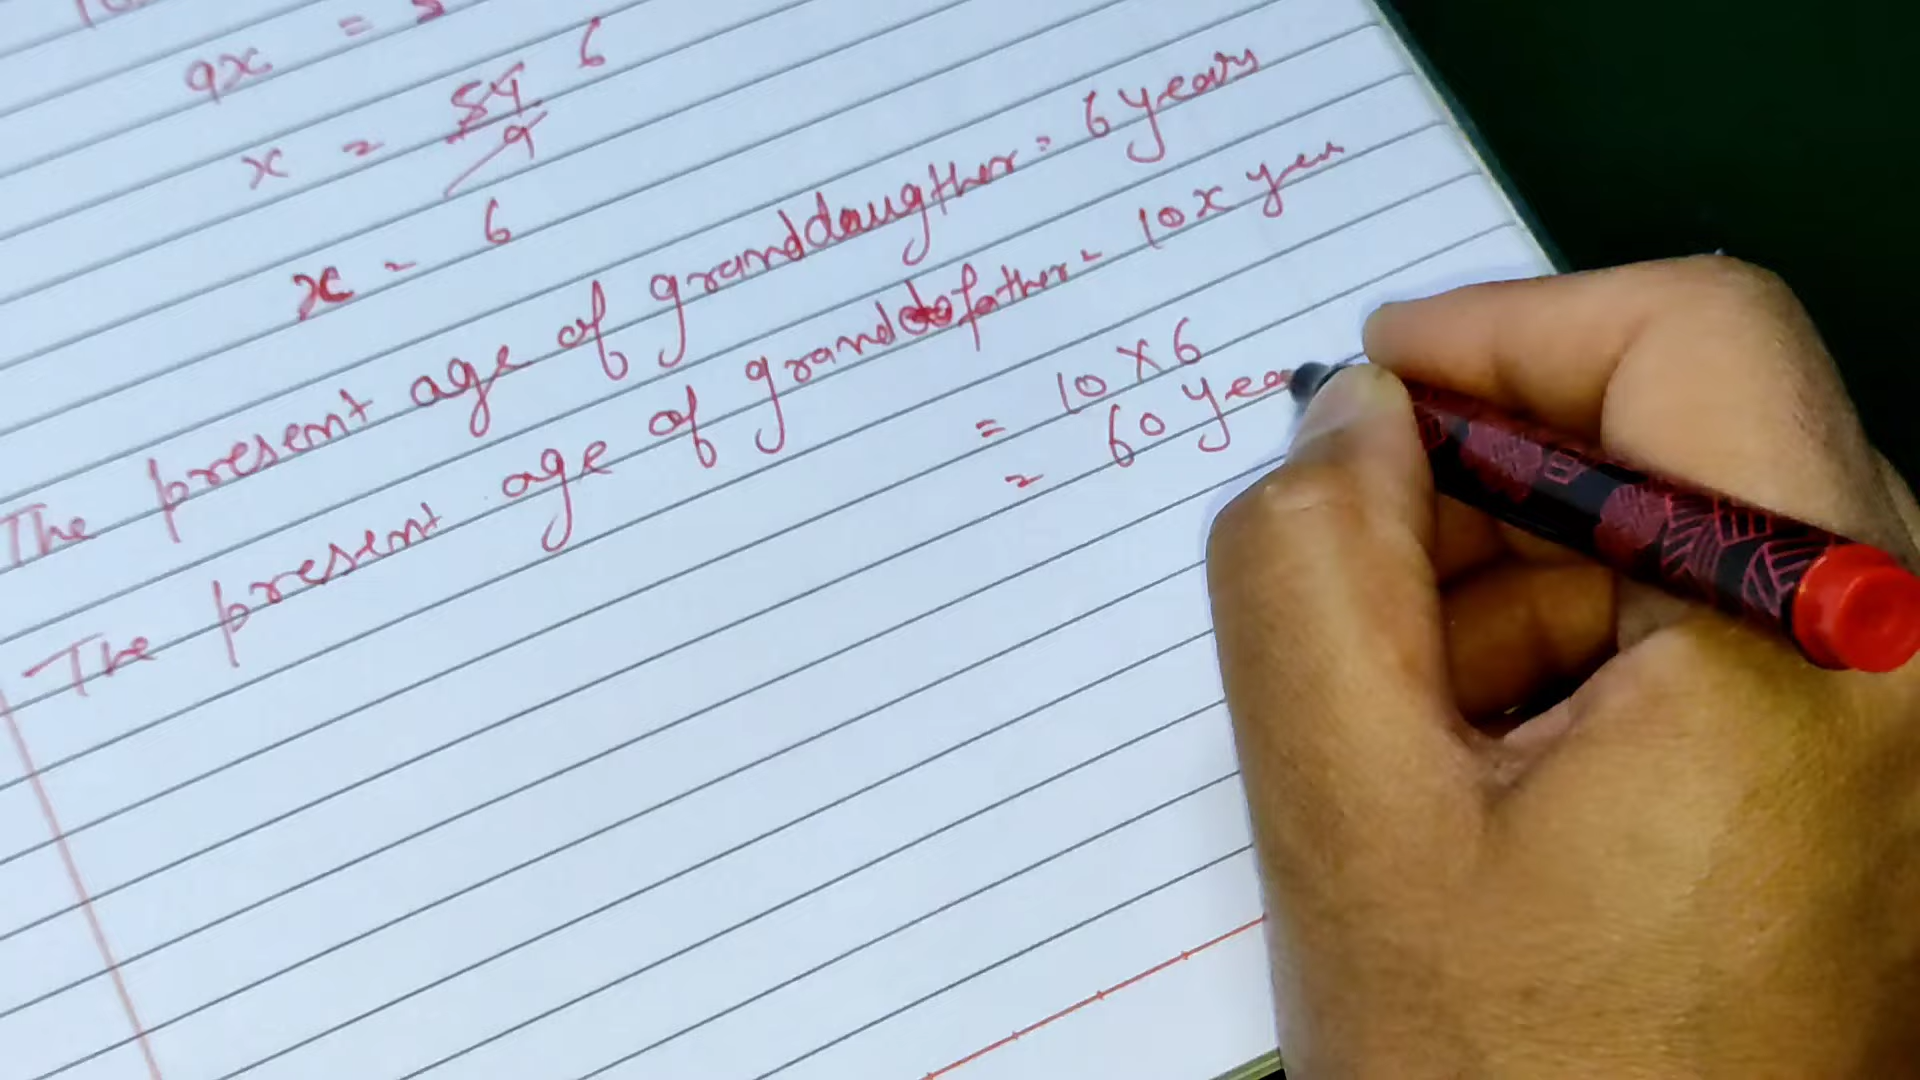 9x =
x = 54/9 6
x = 6
The present age of granddaugther = 6 years
The present age of grandfather = 10x year
= 10 x 6
= 60 yea